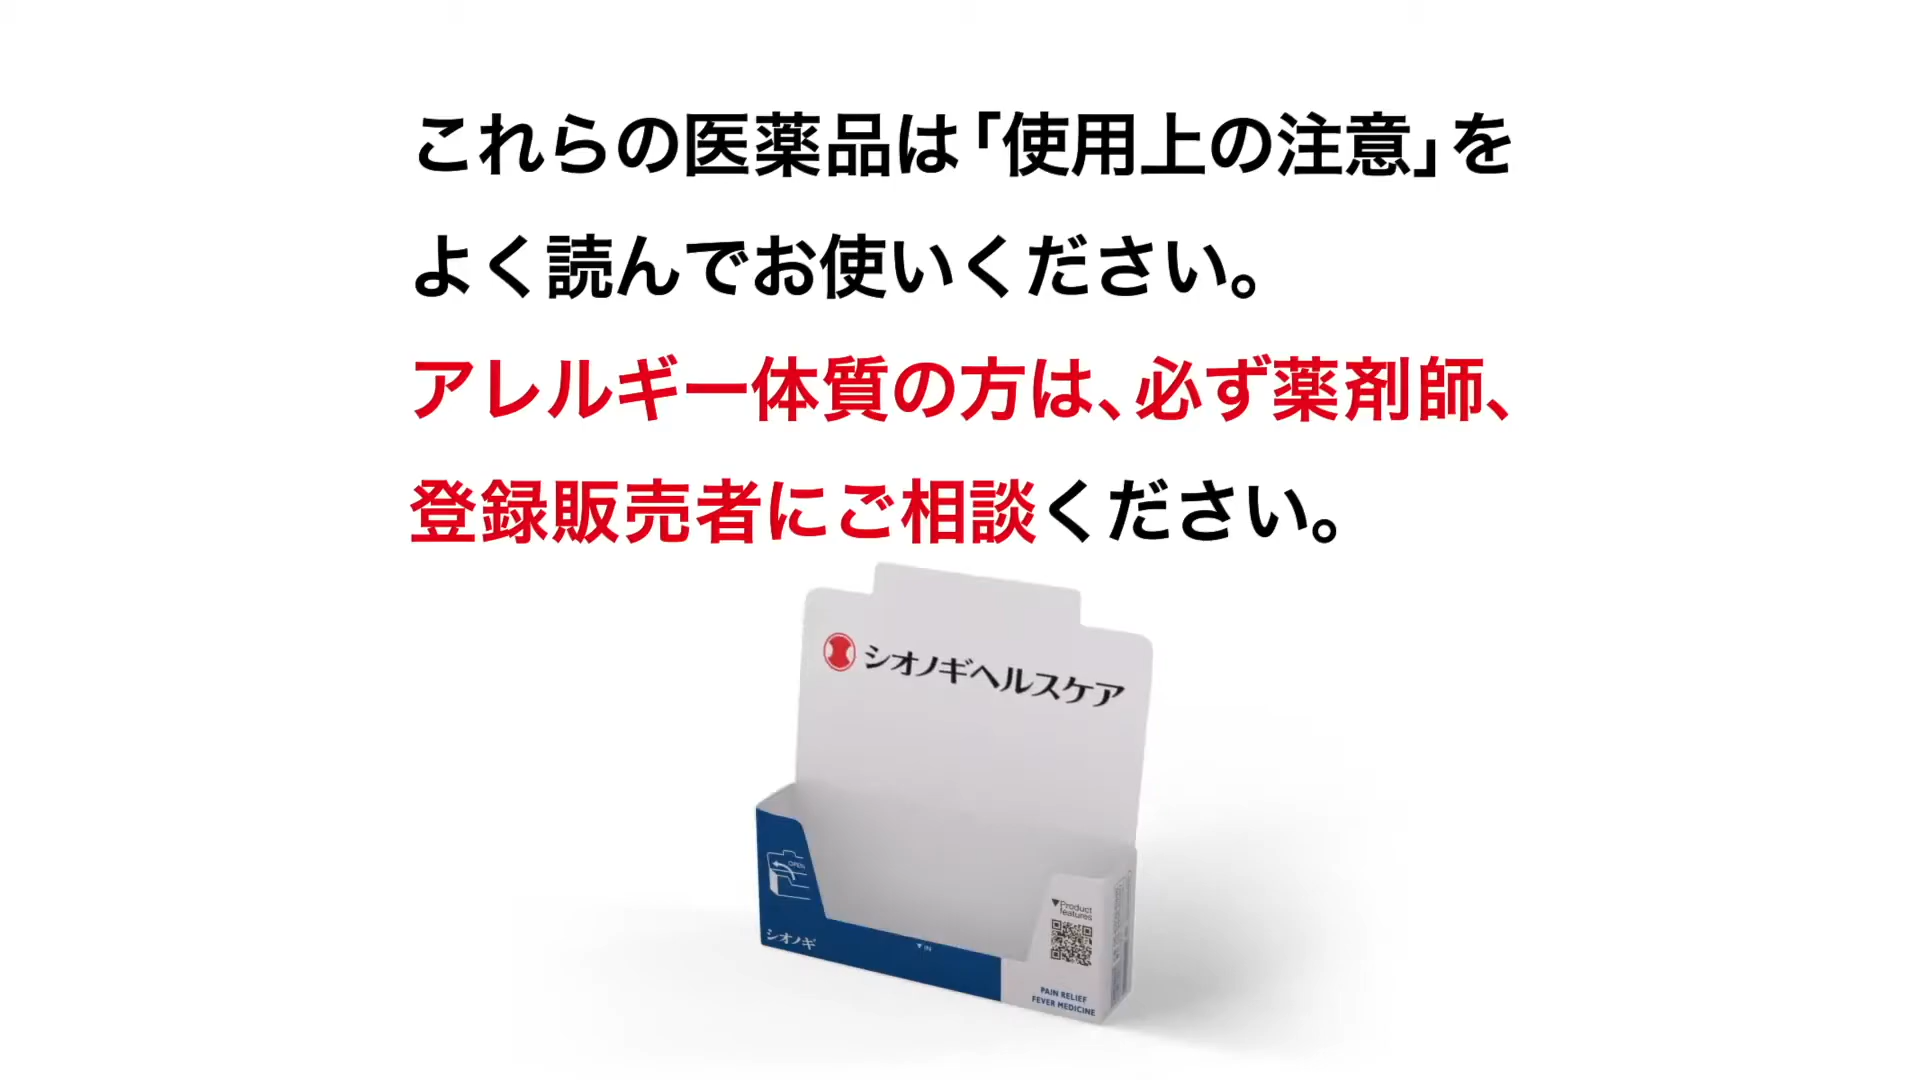 これらの医薬品は「使用上の注意」を
よく読んでお使いください。
アレルギー体質の方は、必ず薬剤師、
登録販売者にご相談ください。
シオノギヘルスケア
OPEN
▼Product
features
シオノギ
▼IN
PAIN RELIEF
FEVER MEDICINE